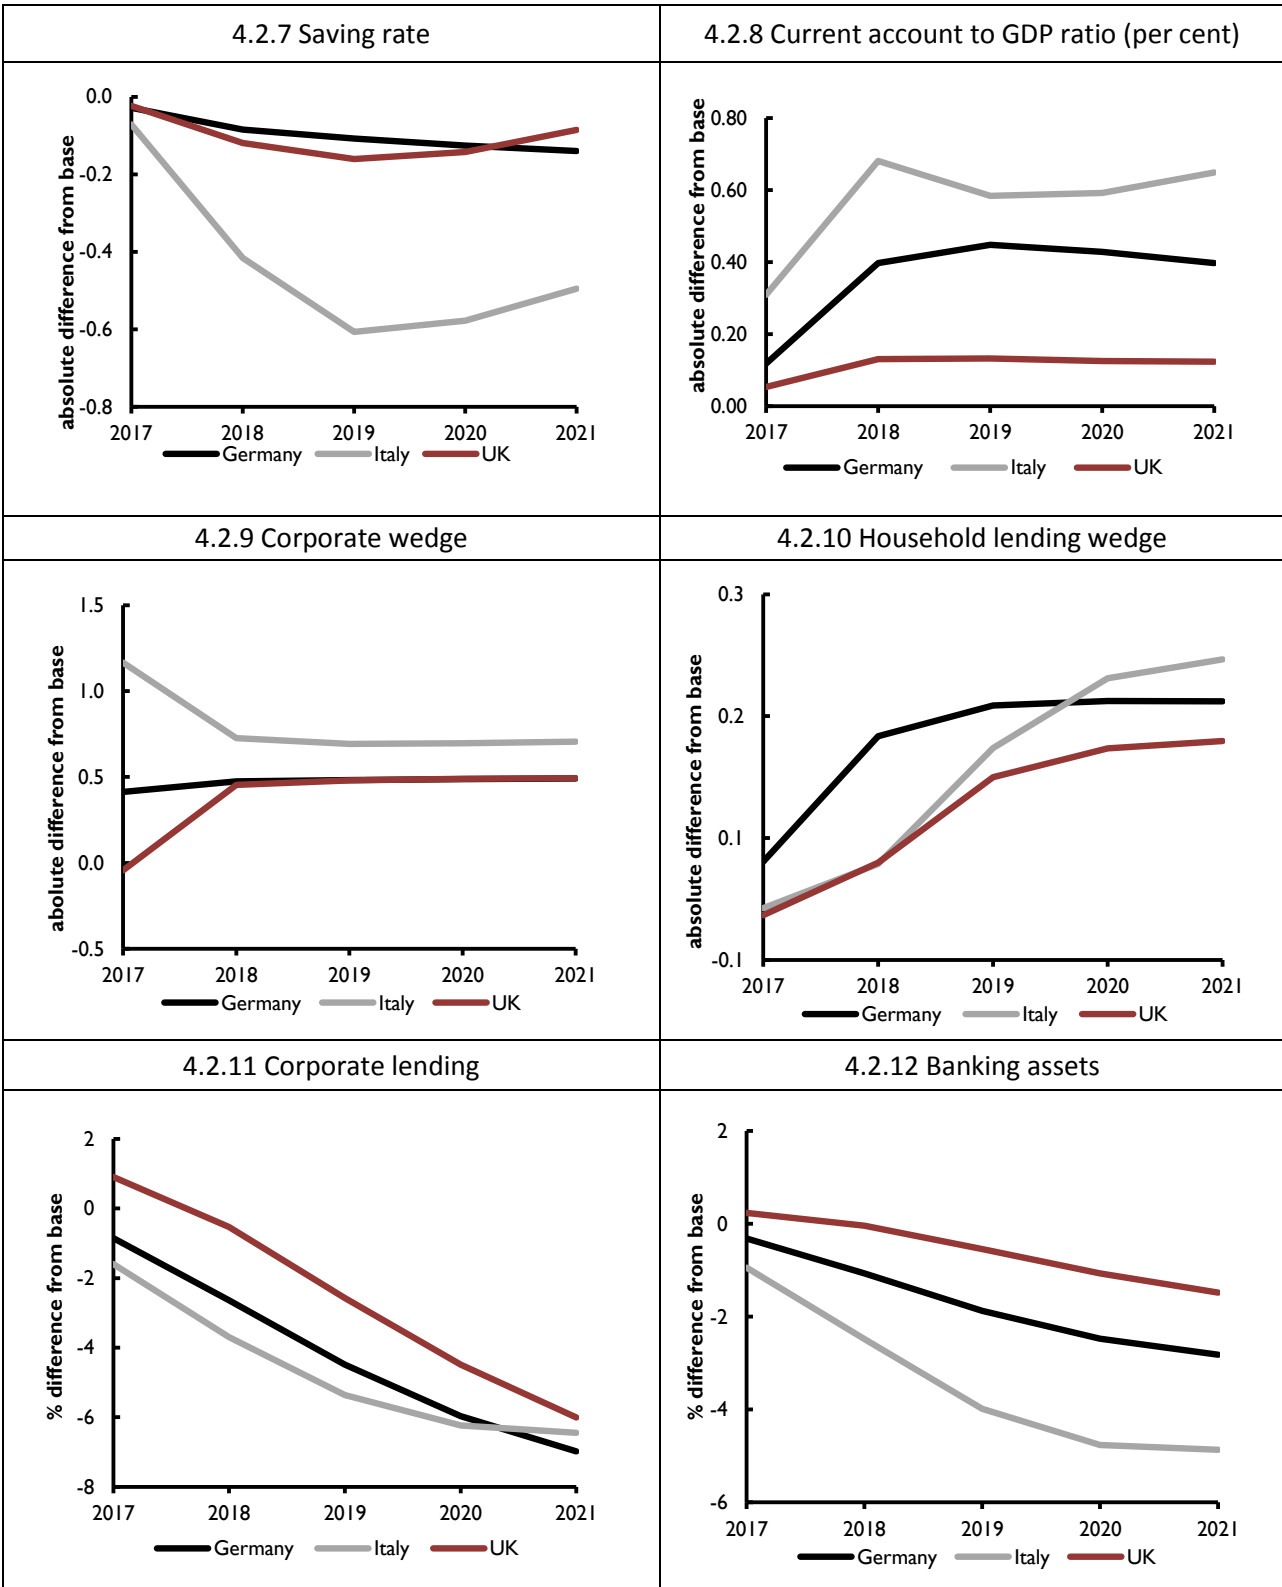 4.2.7 Saving rate
4.2.8 Current account to GDP ratio (per cent)
absolute difference from base
0.0
-0.2
-0.4
-0.6
-0.8
2017 2018 2019 2020 2021
Germany Italy UK
absolute difference from base
0.80
0.60
0.40
0.20
0.00
2017 2018 2019 2020 2021
Germany Italy UK
4.2.9 Corporate wedge
4.2.10 Household lending wedge
abolute difference from base
1.5
1.0
0.5
0.0
-0.5
2017 2018 2019 2020 2021
Germany Italy UK
absolute difference from base
0.3
0.2
0.1
-0.1
2017 2018 2019 2020 2021
Germany Italy UK
4.2.11 Corporate lending
4.2.12 Banking assets
% difference from base
2
0
-2
-4
-6
-8
2017 2018 2019 2020 2021
Germany Italy UK
% difference from base
2
0
-2
-4
-6
2017 2018 2019 2020 2021
Germany Italy UK